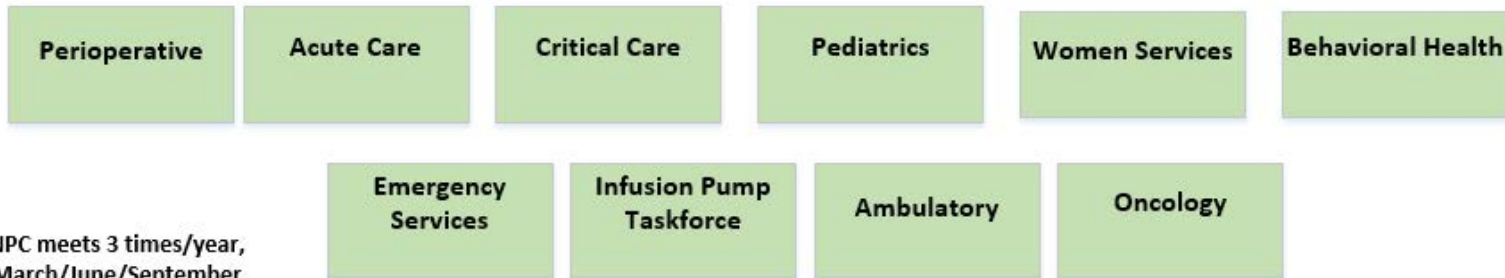 Perioperative
Acute Care
Critical Care
Pediatrics
Women Services
Behavioral Health
Emergency
Services
Infusion Pump
Taskforce
Ambulatory
Oncology
NPC meets 3 times/year,
March/June/September